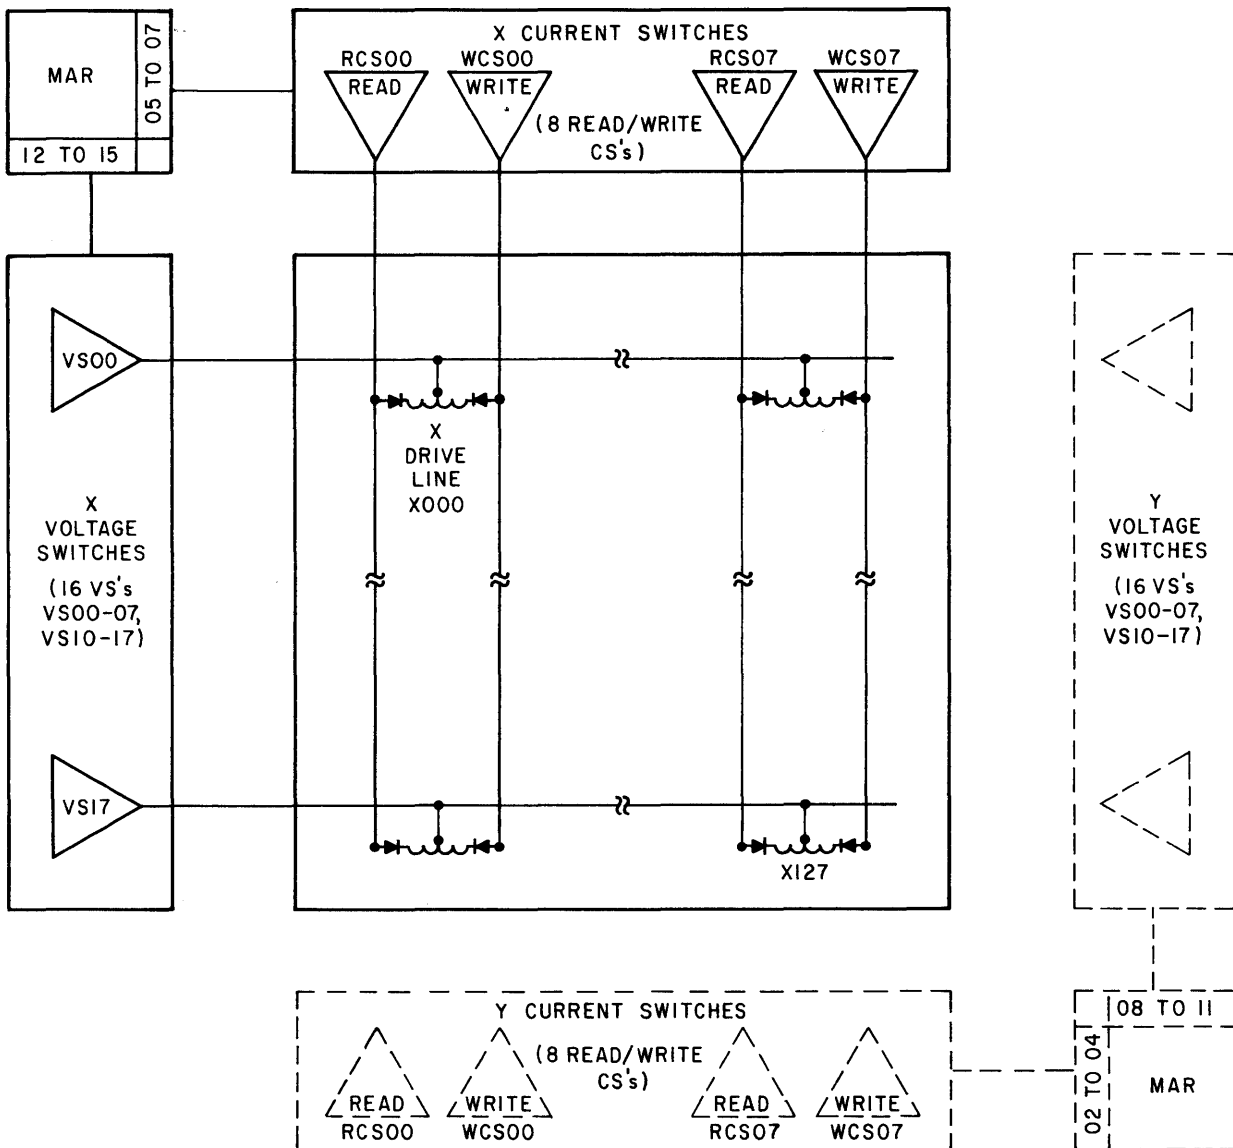 MAR
05 TO 07
12 TO 15
X CURRENT SWITCHES
RCS00 WCS00 RCS07 WCS07
READ WRITE READ WRITE
(8 READ/WRITE
CS's)
VS00
X
DRIVE
LINE
X000
X
VOLTAGE
SWITCHES
(16 VS's
VS00-07,
VS10-17)
Y
VOLTAGE
SWITCHES
(16 VS's
VS00-07,
VS10-17)
VS17
X127
Y CURRENT SWITCHES
(8 READ/WRITE
CS's)
READ WRITE READ WRITE
RCS00 WCS00 RCS07 WCS07
08 TO 11
02 TO 04
MAR